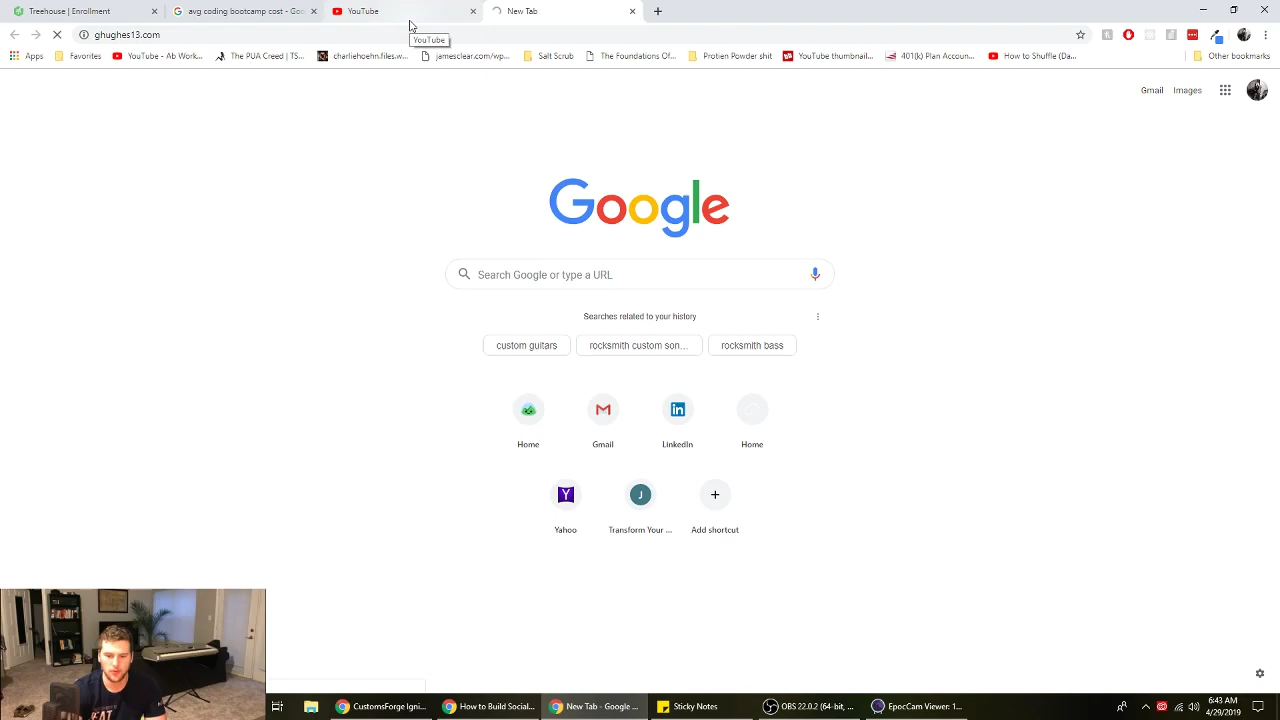 Treehouse Enrollment
avg coding bootcamp cost - Goo
YouTube
New Tab
ghughes13.com
YouTube
Apps
Favorites
YouTube - Ab Work...
The PUA Creed | TS...
charliehoehn.files.w...
jamesclear.com/wp...
Salt Scrub
The Foundations Of...
Protien Powder shit
YouTube thumbnail...
401(k) Plan Accoun...
How to Shuffle (Da...
Other bookmarks
Gmail
Images
Google
Search Google or type a URL
Searches related to your history
custom guitars
rocksmith custom son...
rocksmith bass
Home
Gmail
LinkedIn
Home
Yahoo
J
Transform Your ...
Add shortcut
CustomsForge Igni...
How to Build Social...
New Tab - Google ...
Sticky Notes
OBS 22.0.2 (64-bit, ...
EpocCam Viewer: 1...
6:43 AM
4/29/2019